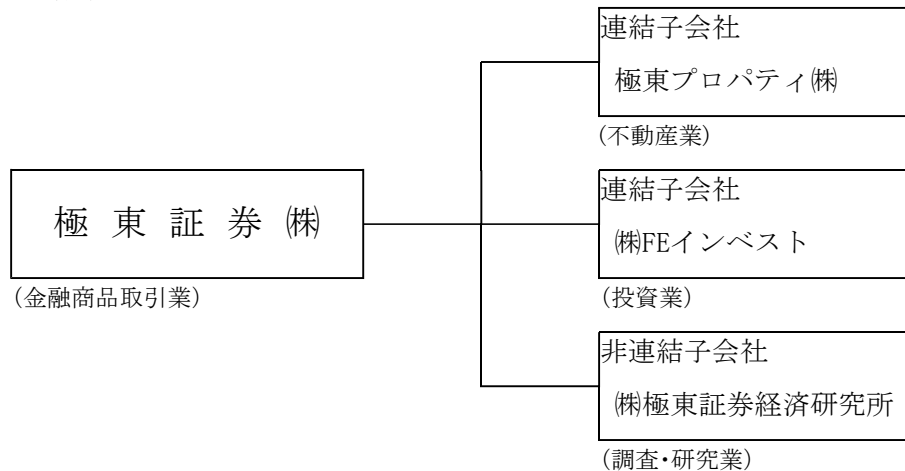 連結子会社
極東プロパティ㈱
(不動産業)
極東証券㈱
(金融商品取引業)
連結子会社
㈱FEインベスト
(投資業)
非連結子会社
㈱極東証券経済研究所
(調査・研究業)